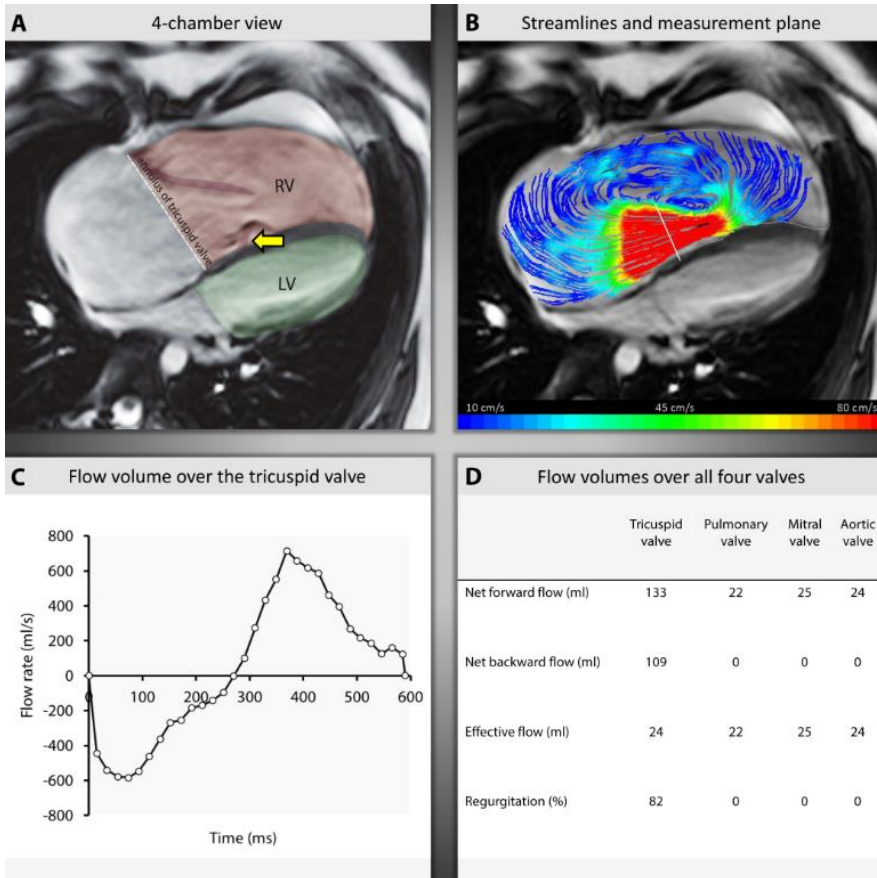 A 4-chamber view
annulus of tricuspid valve
RV
LV
B Streamlines and measurement plane
10 cm/s 45 cm/s 80 cm/s
C Flow volume over the tricuspid valve
Flow rate (ml/s)
800
600
400
200
0
-200
-400
-600
-800
0 100 200 300 400 500 600
Time (ms)
D Flow volumes over all four valves
Tricuspid valve Pulmonary valve Mitral valve Aortic valve
Net forward flow (ml) 133 22 25 24
Net backward flow (ml) 109 0 0 0
Effective flow (ml) 24 22 25 24
Regurgitation (%) 82 0 0 0